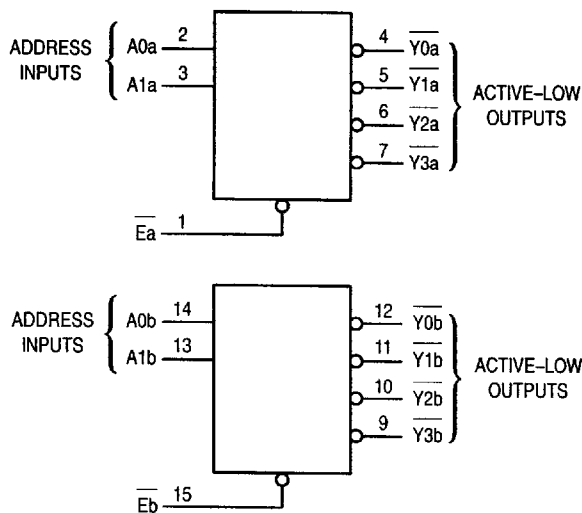 ADDRESS INPUTS
A0a 2
A1a 3
4 Y0a
5 Y1a
6 Y2a
7 Y3a
ACTIVE–LOW OUTPUTS
Ea 1
ADDRESS INPUTS
A0b 14
A1b 13
12 Y0b
11 Y1b
10 Y2b
9 Y3b
ACTIVE–LOW OUTPUTS
Eb 15